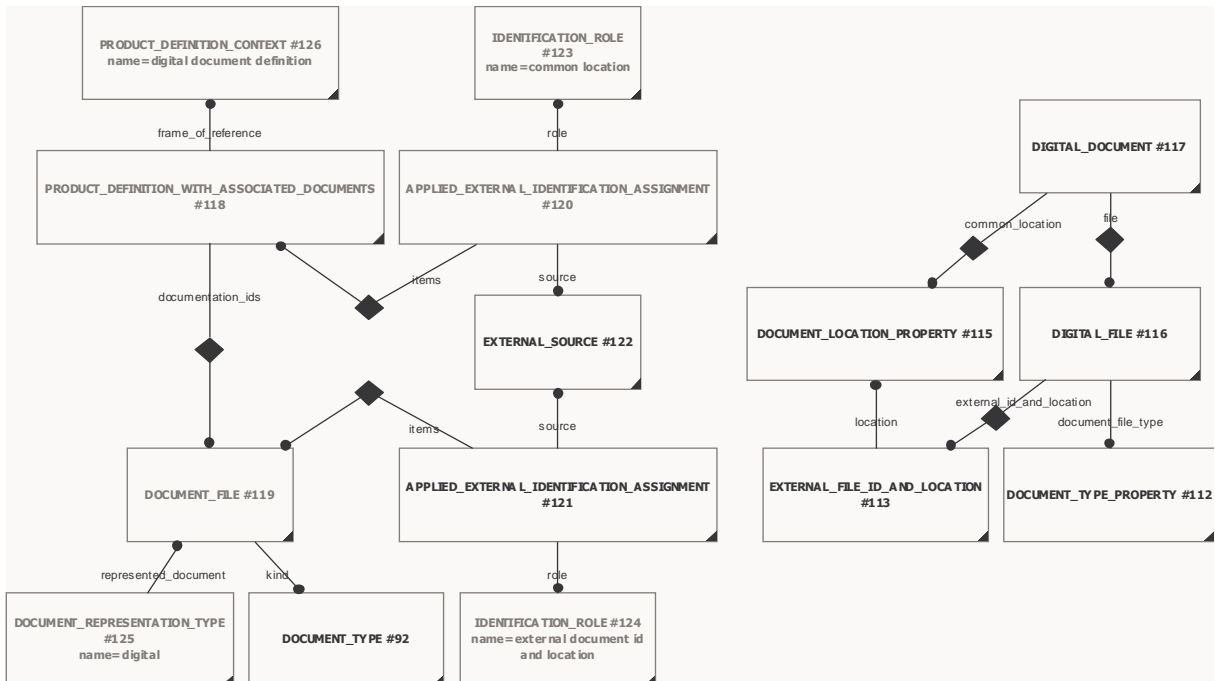 PRODUCT_DEFINITION_CONTEXT #126
name=digital document definition
IDENTIFICATION_ROLE
#123
name=common location
frame_of_reference
role
DIGITAL_DOCUMENT #117
PRODUCT_DEFINITION_WITH_ASSOCIATED_DOCUMENTS
#118
APPLIED_EXTERNAL_IDENTIFICATION_ASSIGNMENT
#120
common_location
file
items
source
documentation_ids
EXTERNAL_SOURCE #122
DOCUMENT_LOCATION_PROPERTY #115
DIGITAL_FILE #116
items
source
location
external_id_and_location
document_file_type
DOCUMENT_FILE #119
APPLIED_EXTERNAL_IDENTIFICATION_ASSIGNMENT
#121
EXTERNAL_FILE_ID_AND_LOCATION
#113
DOCUMENT_TYPE_PROPERTY #112
represented_document
kind
role
DOCUMENT_REPRESENTATION_TYPE
#125
name=digital
DOCUMENT_TYPE #92
IDENTIFICATION_ROLE #124
name=external document id
and location